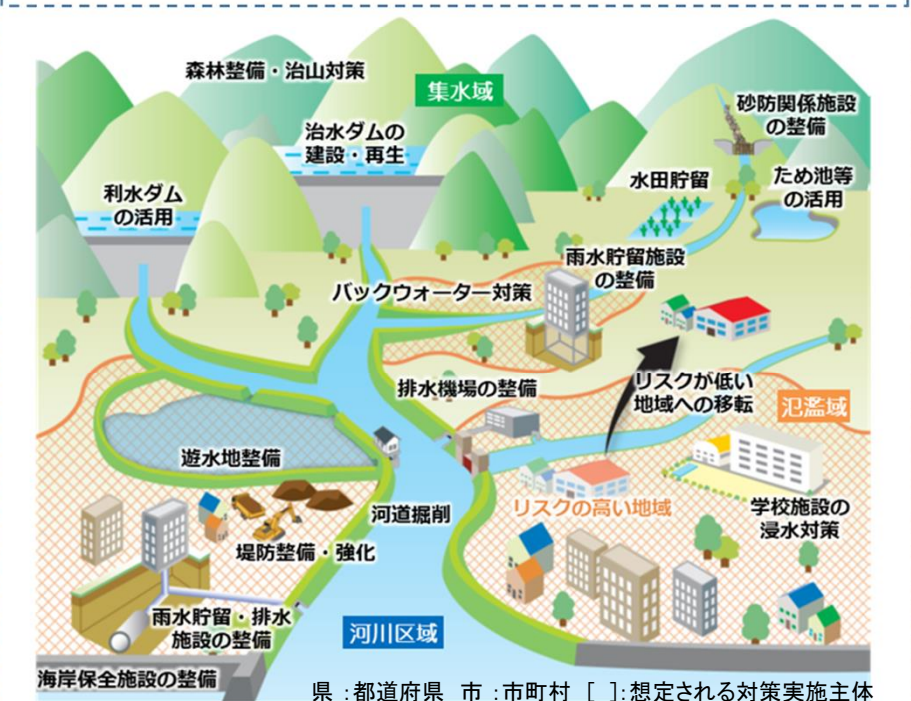 森林整備・治山対策
集水域
砂防関係施設
の整備
治水ダムの
建設・再生
水田貯留
ため池等
の活用
利水ダム
の活用
雨水貯留施設
の整備
バックウォーター対策
排水機場の整備
リスクが低い
地域への移転
氾濫域
遊水地整備
リスクの高い地域
学校施設の
浸水対策
河道掘削
堤防整備・強化
雨水貯留・排水
施設の整備
河川区域
海岸保全施設の整備
県 :都道府県 市 :市町村 [ ]:想定される対策実施主体